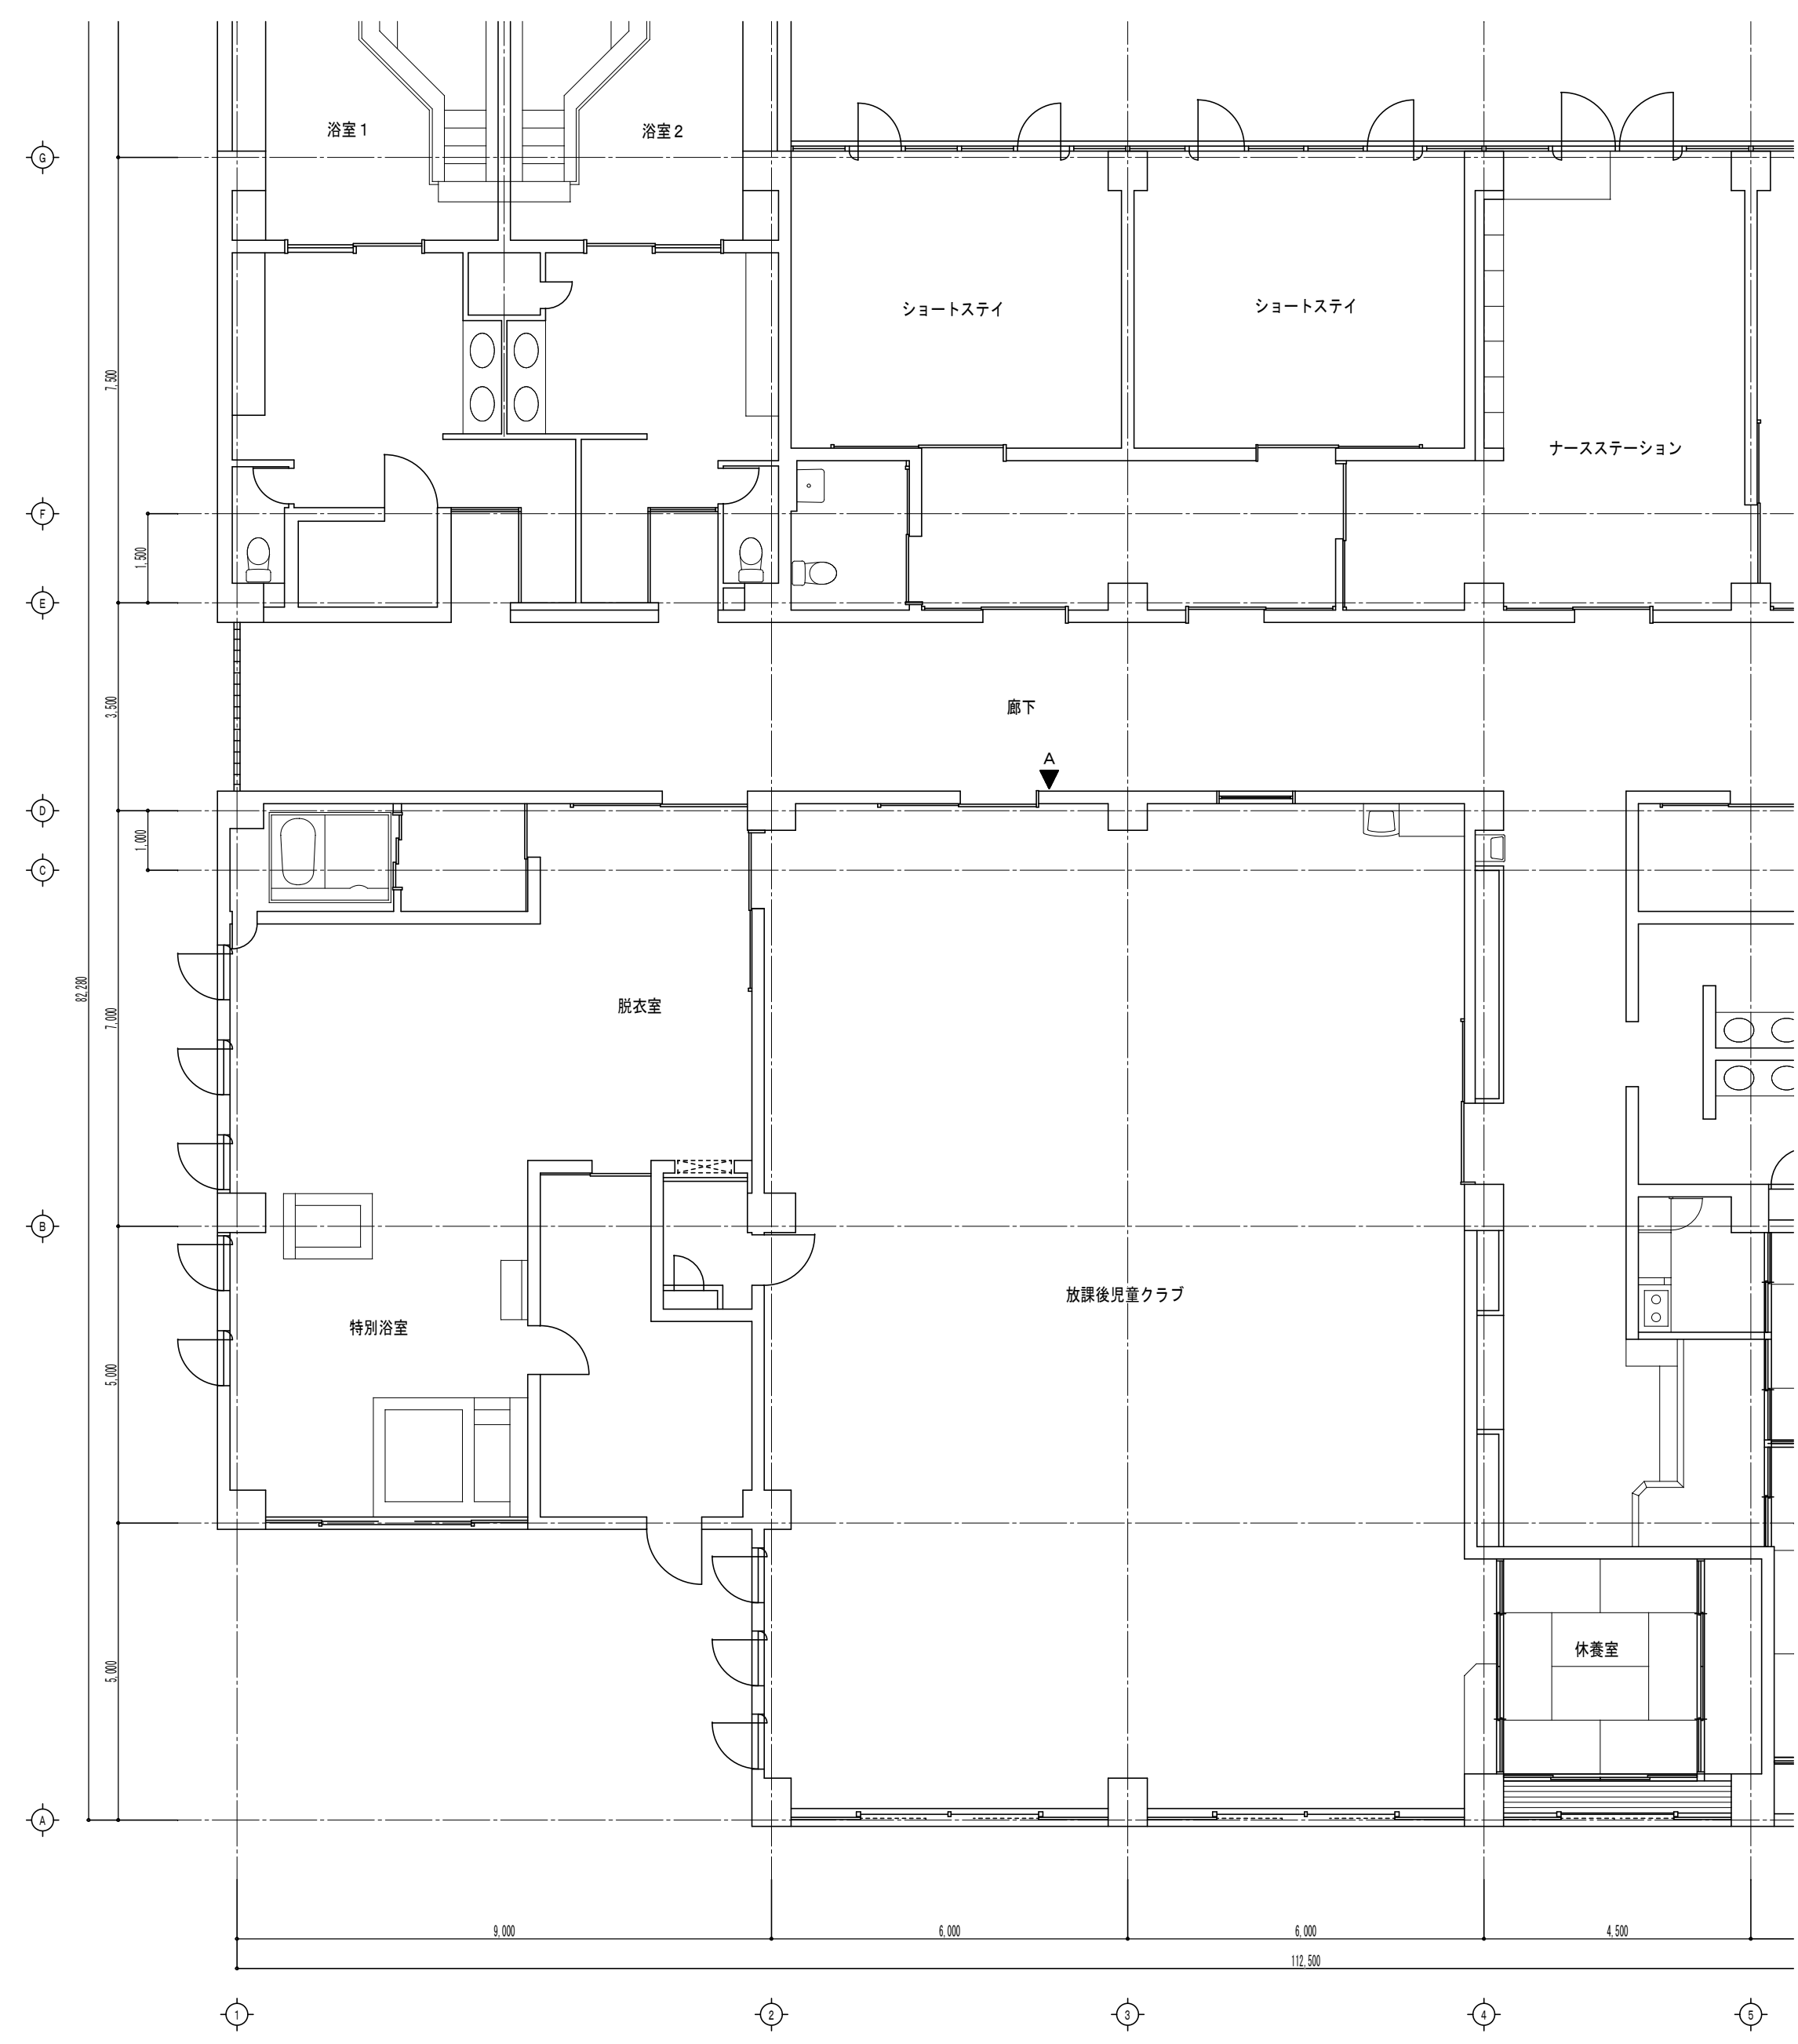 浴室1
浴室2
G
ショートステイ
ショートステイ
7,500
ナースステーション
F
1,500
E
3,500
廊下
A
D
1,000
C
82,280
7,000
脱衣室
B
放課後児童クラブ
特別浴室
5,000
休養室
5,000
A
9,000
6,000
6,000
4,500
112,500
1
2
3
4
5